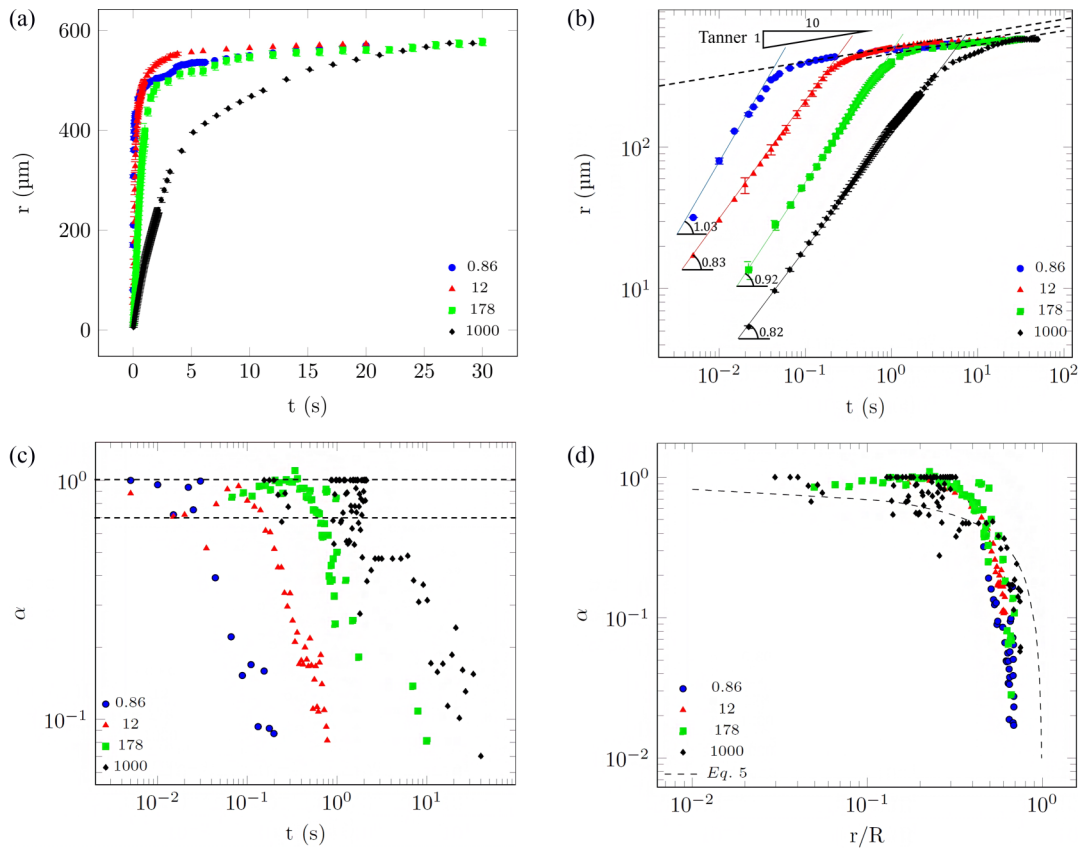 (a)
600
400
200
0
r (µm)
0.86
12
178
1000
0 5 10 15 20 25 30
t (s)
(b)
Tanner 1
10
10²
10¹
r (µm)
1.03
0.83
0.92
0.82
0.86
12
178
1000
10⁻² 10⁻¹ 10⁰ 10¹ 10²
t (s)
(c)
10⁰
10⁻¹
α
0.86
12
178
1000
10⁻² 10⁻¹ 10⁰ 10¹
t (s)
(d)
10⁰
10⁻¹
10⁻²
α
0.86
12
178
1000
Eq. 5
10⁻² 10⁻¹ 10⁰
r/R